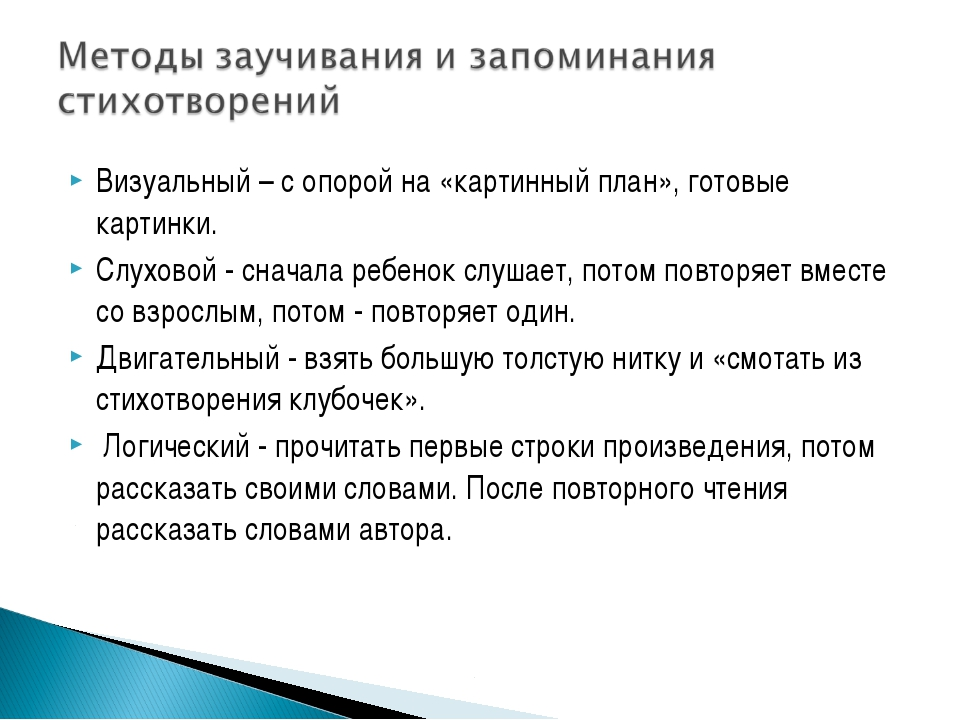 Методы заучивания и запоминания
стихотворений
Визуальный – с опорой на «картинный план», готовые
картинки.
Слуховой - сначала ребенок слушает, потом повторяет вместе
со взрослым, потом - повторяет один.
Двигательный - взять большую толстую нитку и «смотать из
стихотворения клубочек».
Логический - прочитать первые строки произведения, потом
рассказать своими словами. После повторного чтения
рассказать словами автора.